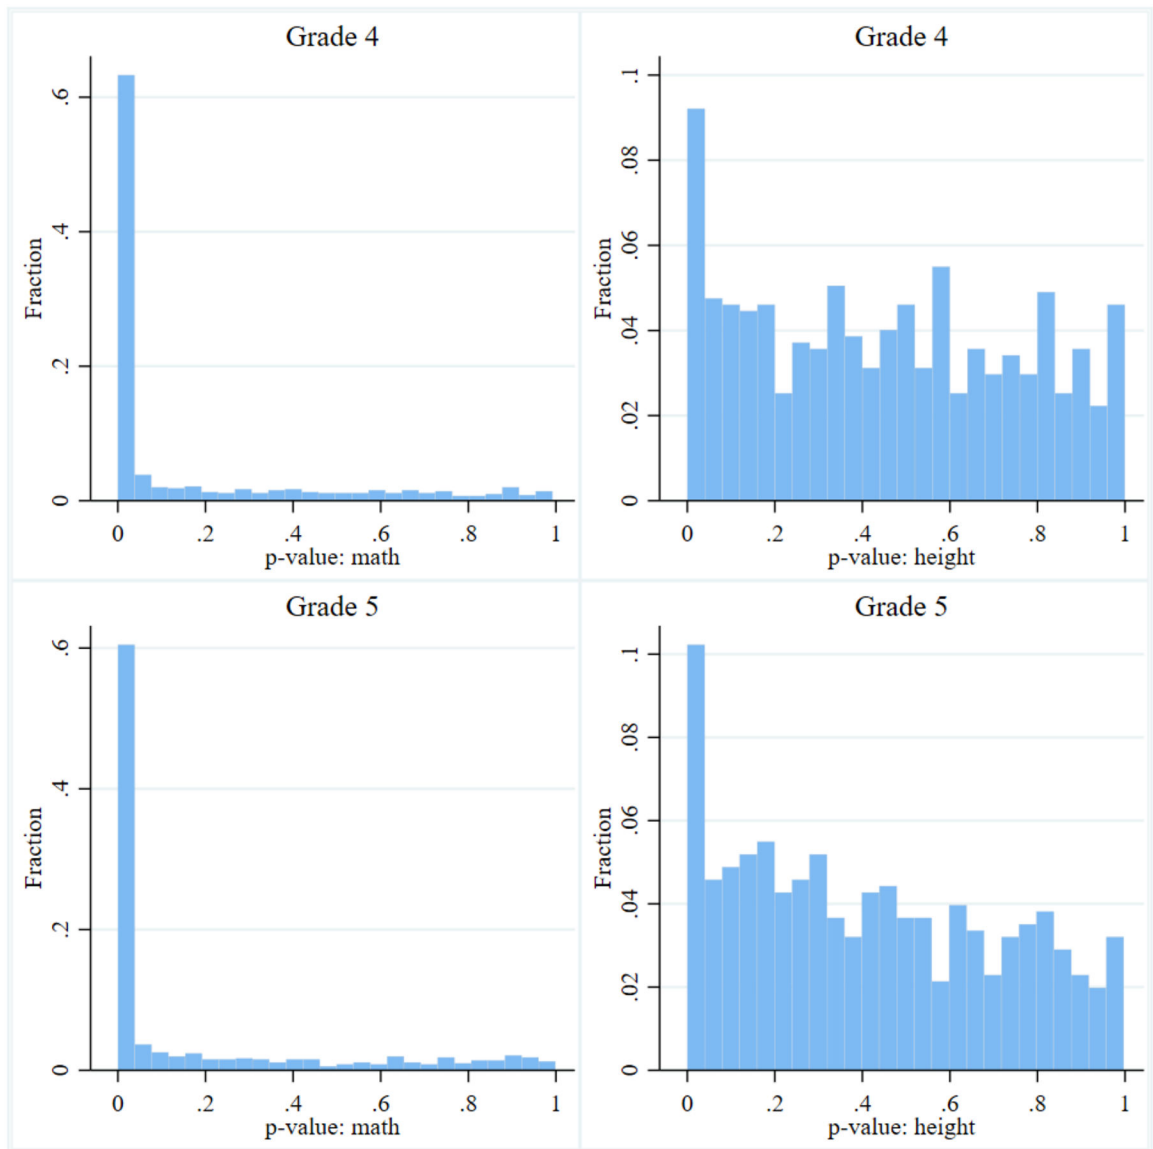 Grade 4
Fraction
.6
.4
.2
0
0 .2 .4 .6 .8 1
p-value: math
Grade 4
Fraction
.1
.08
.06
.04
.02
0
0 .2 .4 .6 .8 1
p-value: height
Grade 5
Fraction
.6
.4
.2
0
0 .2 .4 .6 .8 1
p-value: math
Grade 5
Fraction
.1
.08
.06
.04
.02
0
0 .2 .4 .6 .8 1
p-value: height